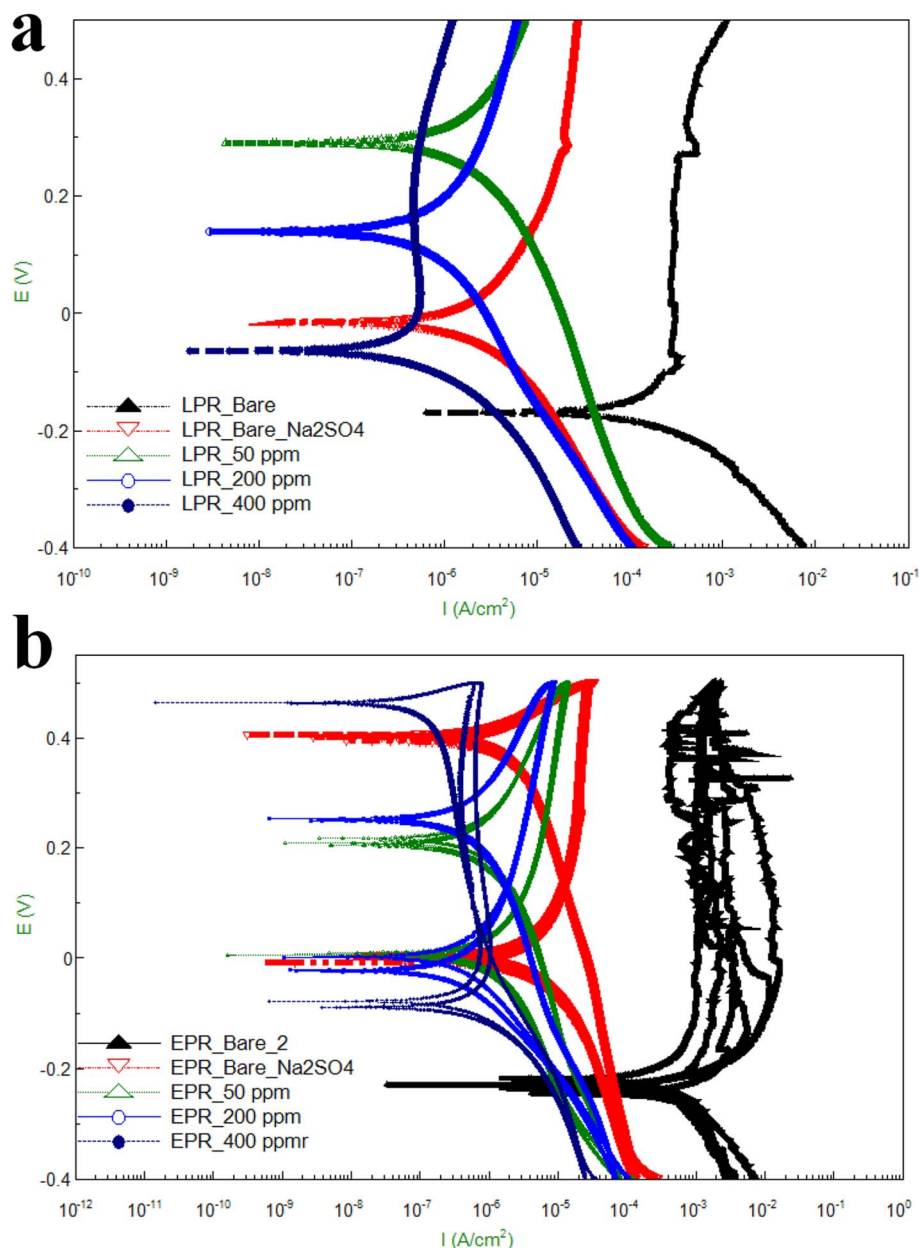 a
0.4
0.2
E (V)
0
-0.2
-0.4
LPR_Bare
LPR_Bare_Na2SO4
LPR_50 ppm
LPR_200 ppm
LPR_400 ppm
10-10 10-9 10-8 10-7 10-6 10-5 10-4 10-3 10-2 10-1
I (A/cm2)
b
0.4
0.2
E (V)
0
-0.2
-0.4
EPR_Bare_2
EPR_Bare_Na2SO4
EPR_50 ppm
EPR_200 ppm
EPR_400 ppmr
10-12 10-11 10-10 10-9 10-8 10-7 10-6 10-5 10-4 10-3 10-2 10-1 100
I (A/cm2)